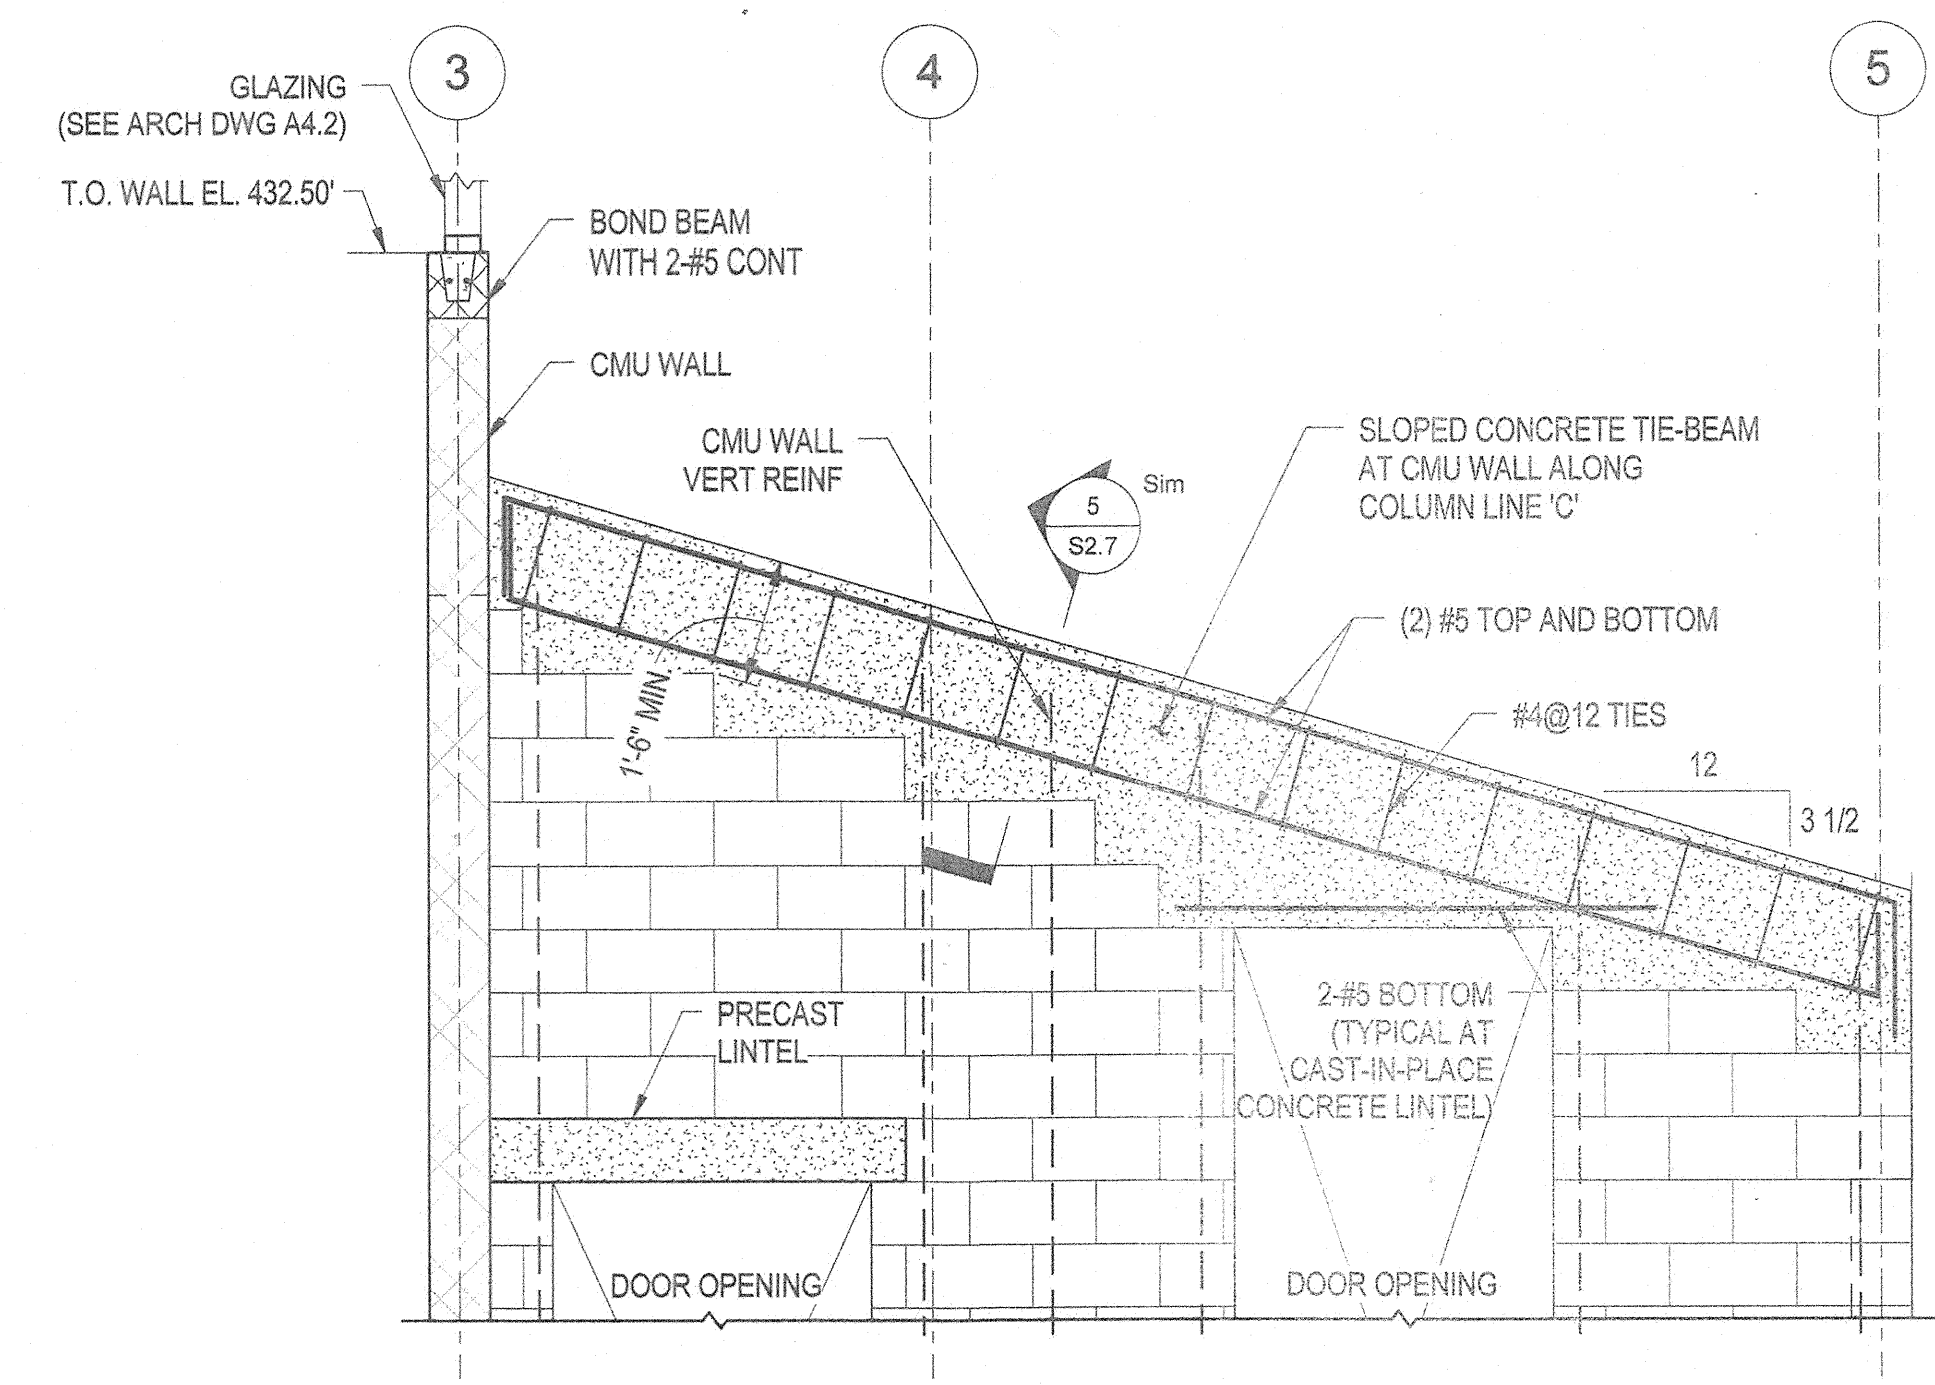 3
4
5
GLAZING
(SEE ARCH DWG A4.2)
T.O. WALL EL. 432.50'
BOND BEAM
WITH 2-#5 CONT
CMU WALL
CMU WALL
VERT REINF
5
S2.7
Sim
SLOPED CONCRETE TIE-BEAM
AT CMU WALL ALONG
COLUMN LINE 'C'
(2) #5 TOP AND BOTTOM
#4@12 TIES
12
3 1/2
1'-6" MIN
PRECAST
LINTEL
2-#5 BOTTOM
(TYPICAL AT
CAST-IN-PLACE
CONCRETE LINTEL)
DOOR OPENING
DOOR OPENING